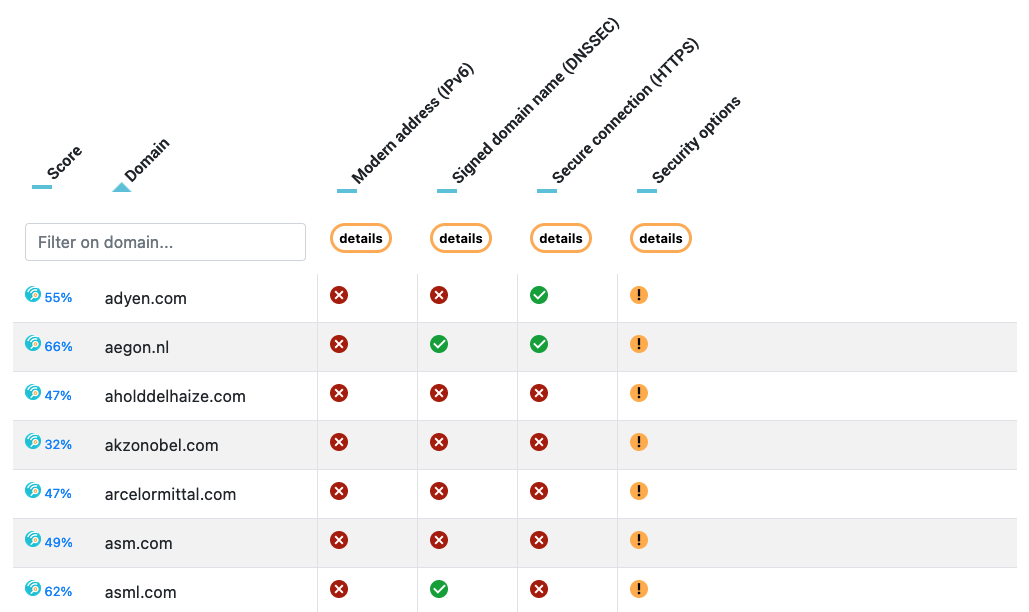 Score
Domain
Modern address (IPv6)
Signed domain name (DNSSEC)
Secure connection (HTTPS)
Security options
Filter on domain...
details
details
details
details
55% adyen.com
66% aegon.nl
47% aholddelhaize.com
32% akzonobel.com
47% arcelormittal.com
49% asm.com
62% asml.com